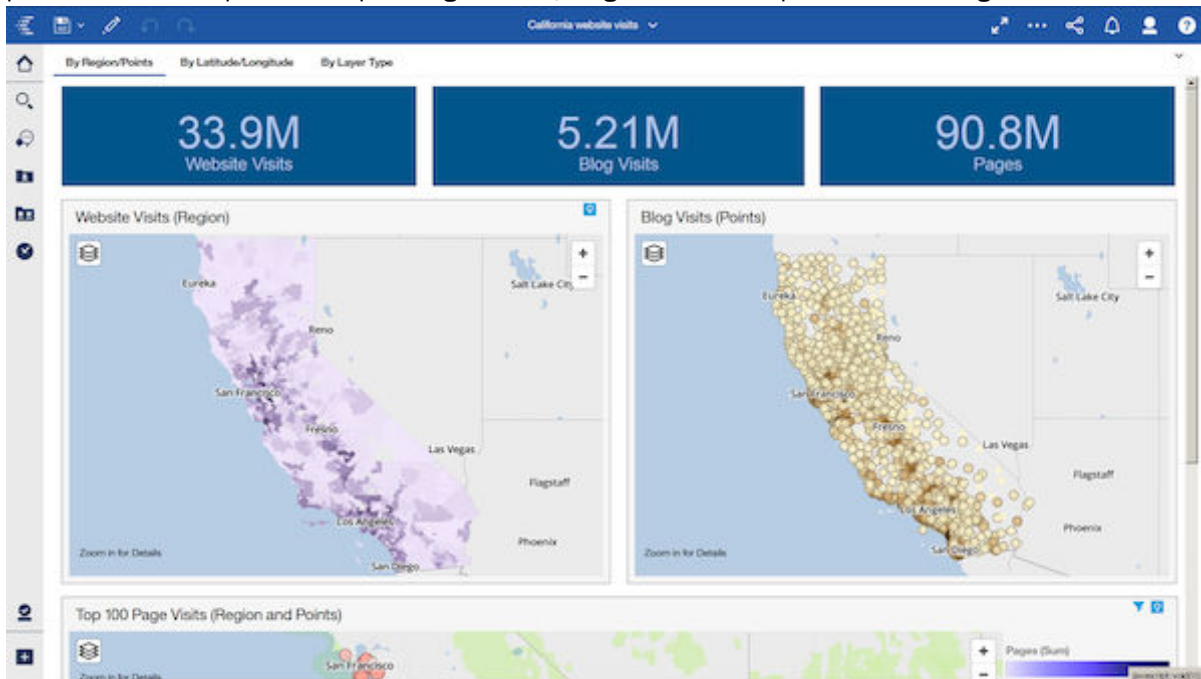 California website visits
By Region/Points By Latitude/Longitude By Layer Type
33.9M
Website Visits
5.21M
Blog Visits
90.8M
Pages
Website Visits (Region)
Eureka
Reno
Salt Lake City
San Francisco
Fresno
Las Vegas
Flagstaff
Los Angeles
Phoenix
San Diego
Zoom in for Details
Blog Visits (Points)
Eureka
Reno
Salt Lake City
San Francisco
Fresno
Las Vegas
Flagstaff
Los Angeles
Phoenix
San Diego
Zoom in for Details
Top 100 Page Visits (Region and Points)
San Francisco
Zoom in for Details
Pages (Sum)